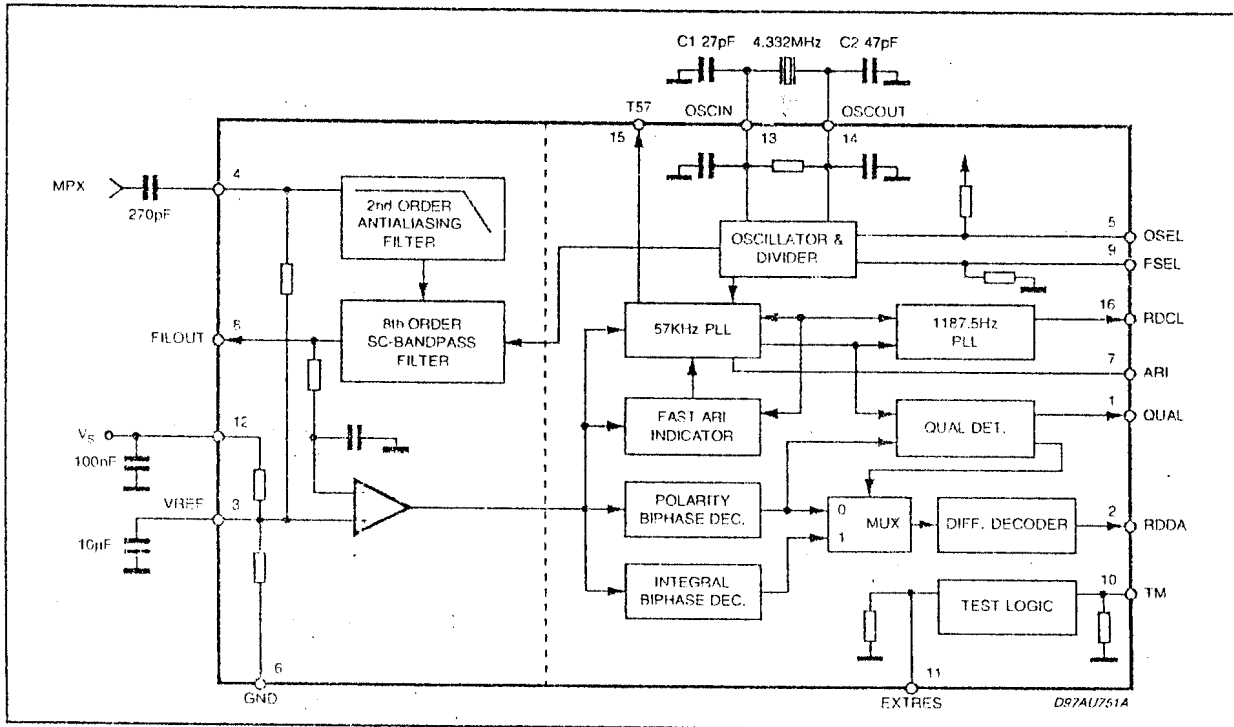 C1 27pF
4.332MHz
C2 47pF
T57
OSCIN
OSCOUT
15
13
14
MPX
270pF
4
2nd ORDER
ANTIALIASING
FILTER
OSCILLATOR &
DIVIDER
5
OSEL
9
FSEL
FILOUT
8
8th ORDER
SC-BANDPASS
FILTER
57KHz PLL
1187.5Hz
PLL
16
RDCL
7
ARI
VS
12
100nF
FAST ARI
INDICATOR
QUAL DET.
1
QUAL
VREF
3
10µF
POLARITY
BIPHASE DEC.
0
1
MUX
DIFF. DECODER
2
RDDA
INTEGRAL
BIPHASE DEC.
TEST LOGIC
10
TM
6
GND
11
EXTRES
D97AU751A